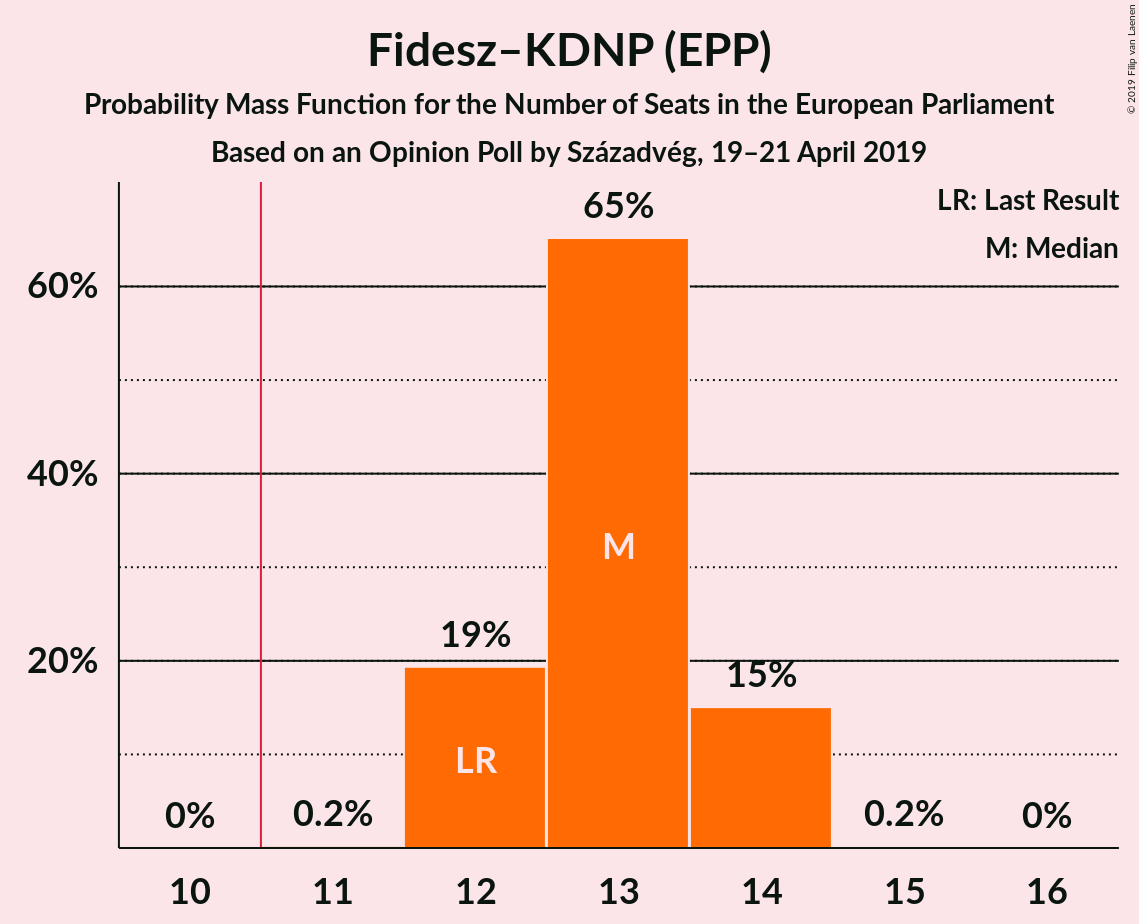 Fidesz–KDNP (EPP)
Probability Mass Function for the Number of Seats in the European Parliament
Based on an Opinion Poll by Századvég, 19–21 April 2019
© 2019 Filip van Laenen
LR: Last Result
M: Median
60%
40%
20%
0%
0.2%
19%
65%
15%
0.2%
0%
LR
M
10
11
12
13
14
15
16